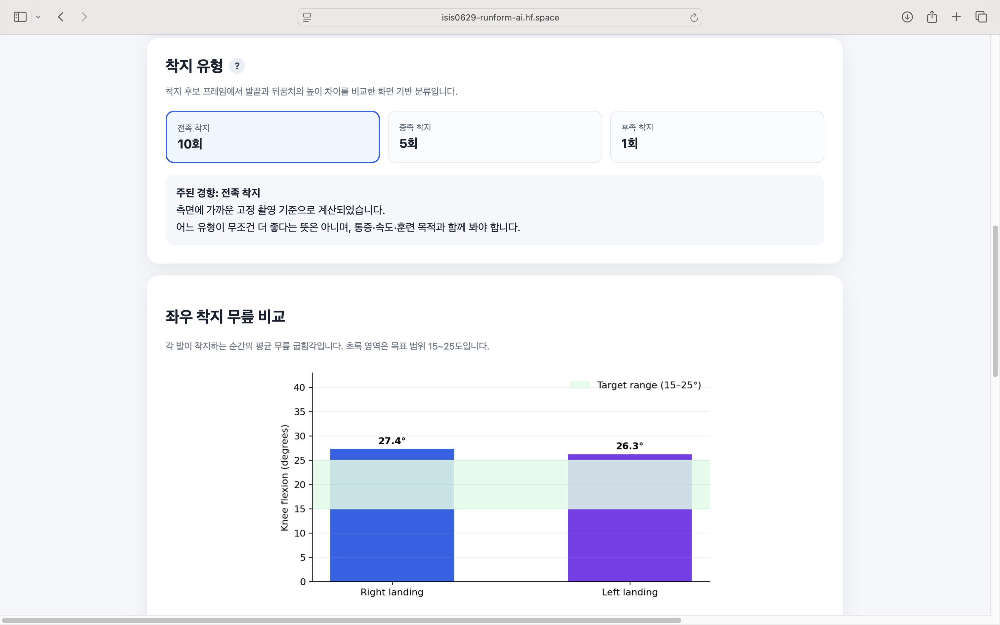 isis0629-runform-ai.hf.space
착지 유형 ?
착지 후보 프레임에서 발끝과 뒤꿈치의 높이 차이를 비교한 화면 기반 분류입니다.
전족 착지
10회
중족 착지
5회
후족 착지
1회
주된 경향: 전족 착지
측면에 가까운 고정 촬영 기준으로 계산되었습니다.
어느 유형이 무조건 더 좋다는 뜻은 아니며, 통증·속도·훈련 목적과 함께 봐야 합니다.
좌우 착지 무릎 비교
각 발이 착지하는 순간의 평균 무릎 굽힘각입니다. 초록 영역은 목표 범위 15~25도입니다.
Target range (15–25°)
Knee flexion (degrees)
40
35
30
25
20
15
10
5
0
27.4°
26.3°
Right landing
Left landing